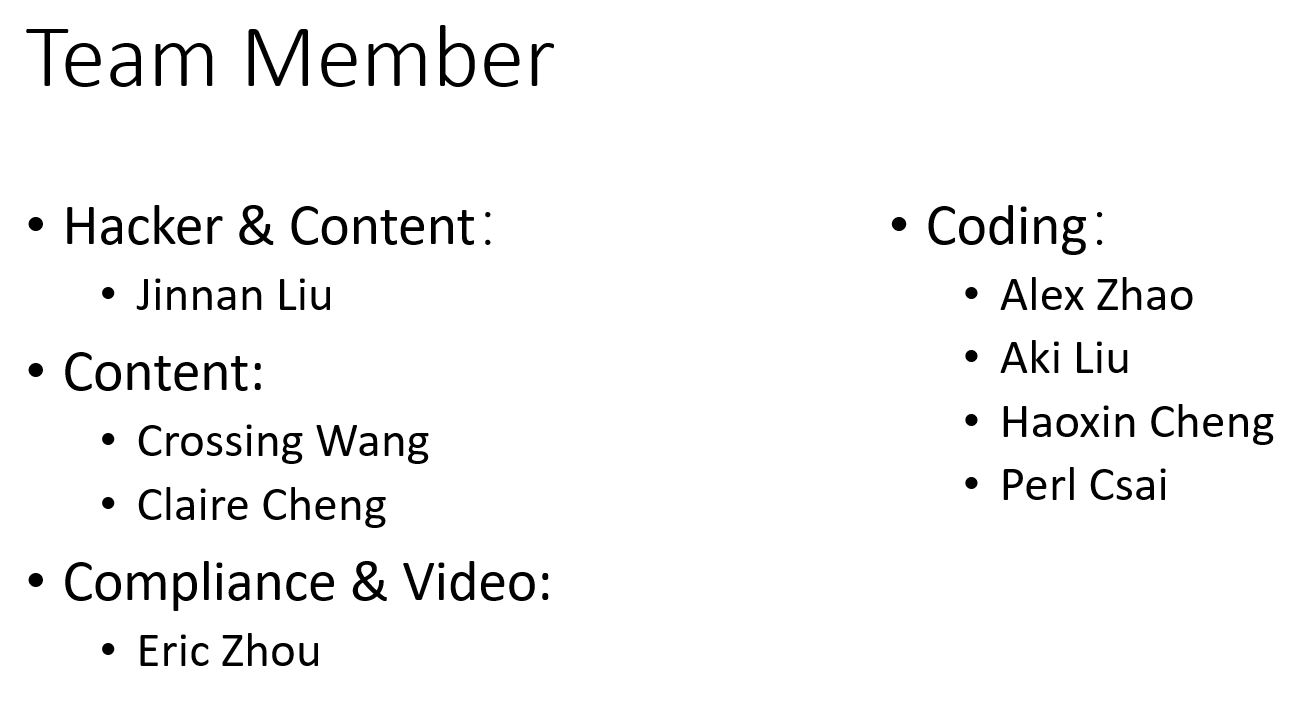 Team Member
• Hacker & Content：
• Jinnan Liu
• Content:
• Crossing Wang
• Claire Cheng
• Compliance & Video:
• Eric Zhou
• Coding：
• Alex Zhao
• Aki Liu
• Haoxin Cheng
• Perl Csai